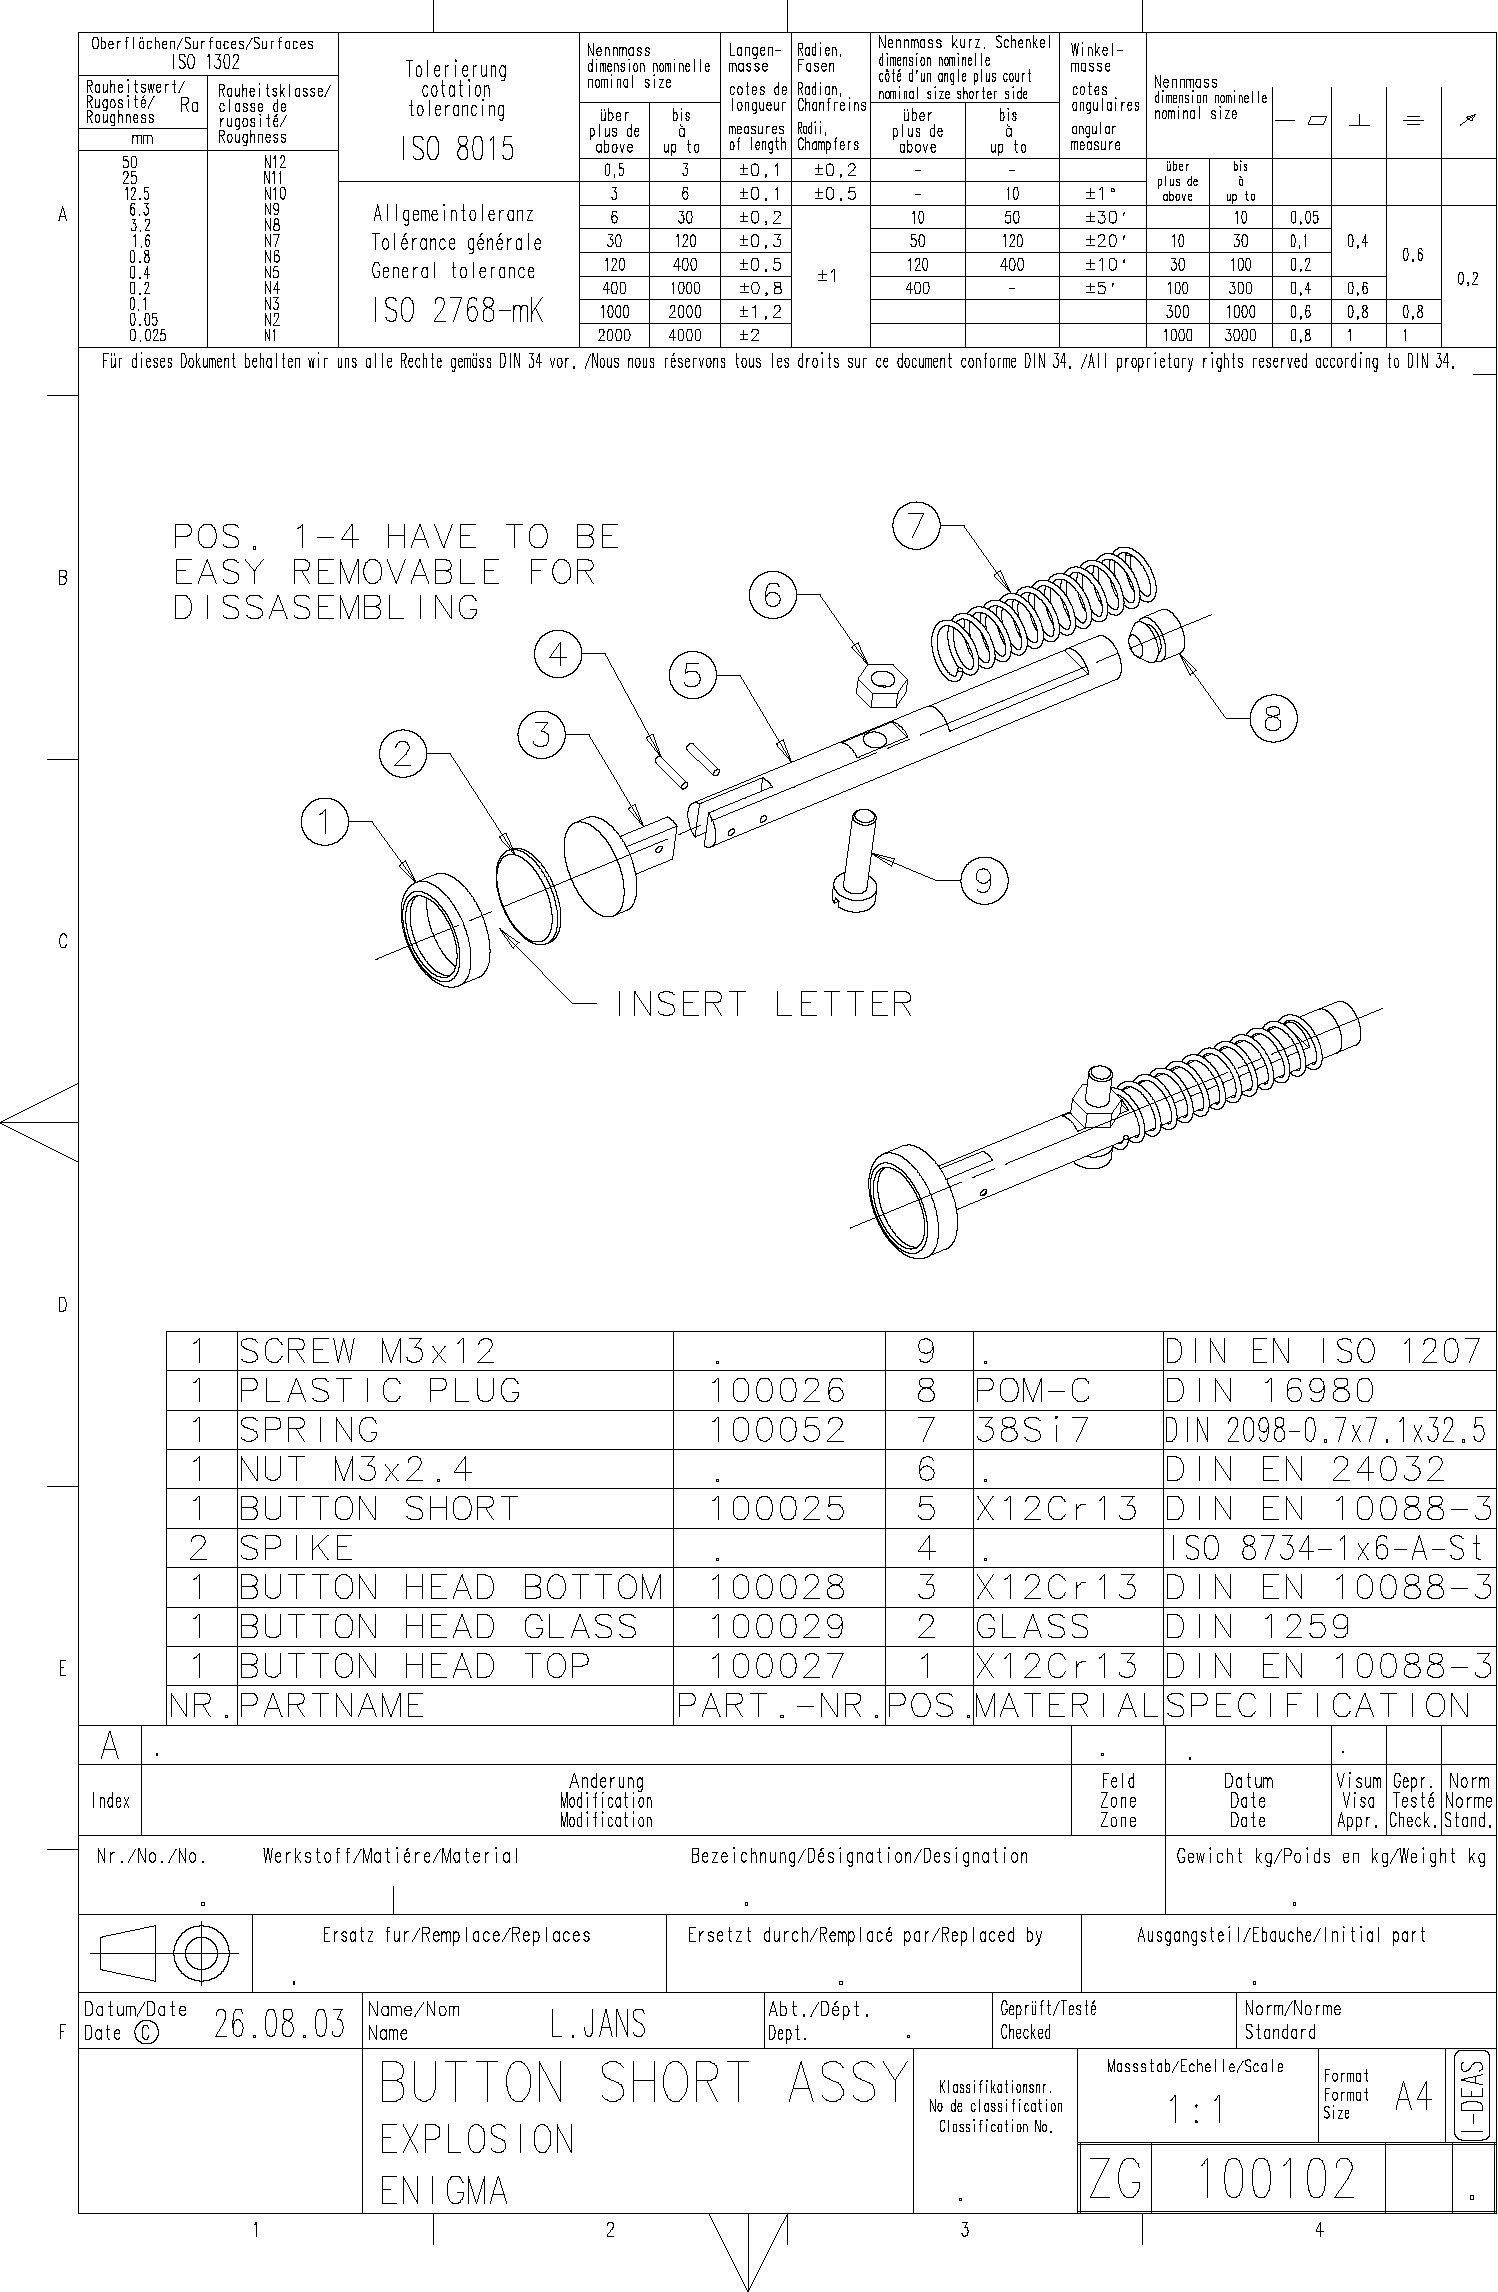 Oberflächen/Surfaces/Surfaces
ISO 1302
Rauheitswert/
Rugosité/ Ra
Roughness
mm
Rauheitsklasse/
classe de
rugosité/
Roughness
50 N12
25 N11
12.5 N10
6.3 N9
3.2 N8
1.6 N7
0.8 N6
0.4 N5
0.2 N4
0.1 N3
0.05 N2
0.025 N1
Tolerierung
cotation
tolerancing
ISO 8015
Allgemeintoleranz
Tolérance générale
General tolerance
ISO 2768-mK
Nennmass
dimension nominelle
nominal size
über
plus de
above
bis
à
up to
Langen-
masse
cotes de
longueur
measures
of length
Radien,
Fasen
Radian,
Chanfreins
Radii,
Champfers
Nennmass kurz. Schenkel
dimension nominelle
côté d'un angle plus court
nominal size shorter side
über
plus de
above
bis
à
up to
Winkel-
masse
cotes
angulaires
angular
measure
Nennmass
dimension nominelle
nominal size
über
plus de
above
bis
à
up to
0,5 3 ±0,1 ±0,2 - -
3 6 ±0,1 ±0,5 - 10 ±1°
6 30 ±0,2 10 50 ±30' 10 0,05
30 120 ±0,3 50 120 ±20' 10 30 0,1 0,4
120 400 ±0,5 ±1 120 400 ±10' 30 100 0,2 0,6
400 1000 ±0,8 400 - ±5' 100 300 0,4 0,6 0,2
1000 2000 ±1,2 300 1000 0,6 0,8 0,8
2000 4000 ±2 1000 3000 0,8 1 1
Für dieses Dokument behalten wir uns alle Rechte gemäss DIN 34 vor. /Nous nous réservons tous les droits sur ce document conforme DIN 34. /All proprietary rights reserved according to DIN 34.
A
B
C
D
E
F
POS. 1-4 HAVE TO BE
EASY REMOVABLE FOR
DISSASEMBLING
7
6
4
5
8
3
2
1
9
INSERT LETTER
1 SCREW M3x12 . 9 . DIN EN ISO 1207
1 PLASTIC PLUG 100026 8 POM-C DIN 16980
1 SPRING 100052 7 38Si7 DIN 2098-0.7x7.1x32.5
1 NUT M3x2.4 . 6 . DIN EN 24032
1 BUTTON SHORT 100025 5 X12Cr13 DIN EN 10088-3
2 SPIKE . 4 . ISO 8734-1x6-A-St
1 BUTTON HEAD BOTTOM 100028 3 X12Cr13 DIN EN 10088-3
1 BUTTON HEAD GLASS 100029 2 GLASS DIN 1259
1 BUTTON HEAD TOP 100027 1 X12Cr13 DIN EN 10088-3
NR. PARTNAME PART.-NR. POS. MATERIAL SPECIFICATION
A . . . .
Index
Anderung
Modification
Modification
Feld
Zone
Zone
Datum
Date
Date
Visum
Visa
Appr.
Gepr.
Testé
Check.
Norm
Norme
Stand.
Nr./No./No. Werkstoff/Matiére/Material Bezeichnung/Désignation/Designation Gewicht kg/Poids en kg/Weight kg
. . .
Ersatz fur/Remplace/Replaces Ersetzt durch/Remplacé par/Replaced by Ausgangsteil/Ebauche/Initial part
. . .
Datum/Date
Date © 26.08.03
Name/Nom
Name L.JANS
Abt./Dépt.
Dept. .
Geprüft/Testé
Checked
Norm/Norme
Standard
BUTTON SHORT ASSY
EXPLOSION
ENIGMA
Klassifikationsnr.
No de classification
Classification No.
.
Massstab/Echelle/Scale
1:1
Format
Format
Size
A4
I-DEAS
ZG 100102 .
1 2 3 4